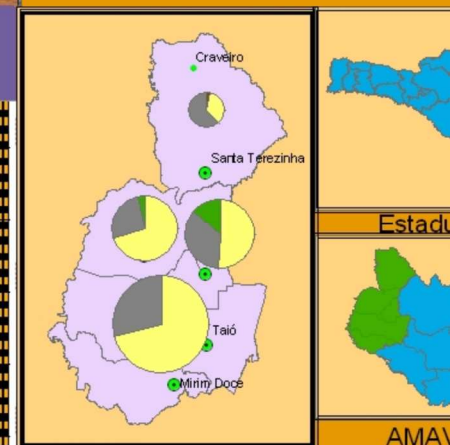 Craveiro
Santa Terezinha
Estadu
Taió
Mirim Doce
AMAV